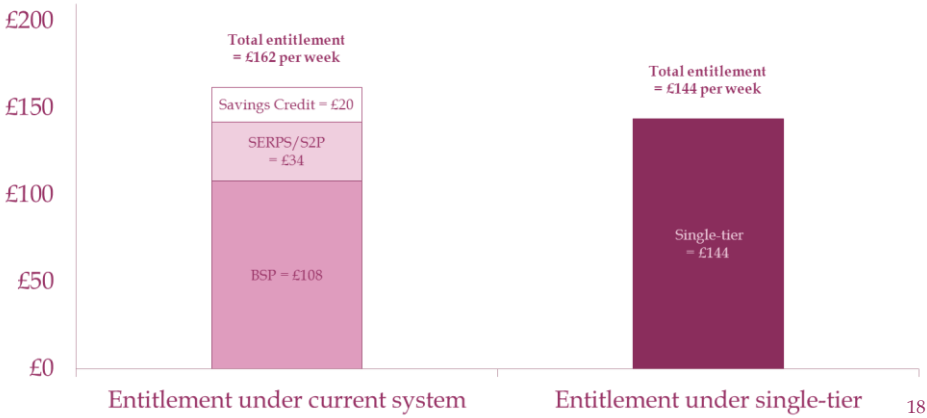 £200
£150
£100
£50
£0
Total entitlement
= £162 per week
Savings Credit = £20
SERPS/S2P
= £34
BSP = £108
Total entitlement
= £144 per week
Single-tier
= £144
Entitlement under current system
Entitlement under single-tier
18